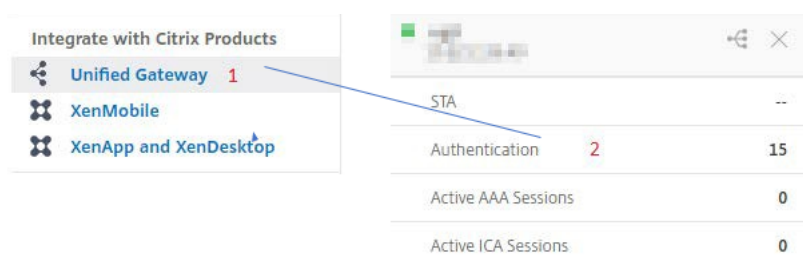 Integrate with Citrix Products
Unified Gateway 1
XenMobile
XenApp and XenDesktop
STA --
Authentication 2 15
Active AAA Sessions 0
Active ICA Sessions 0